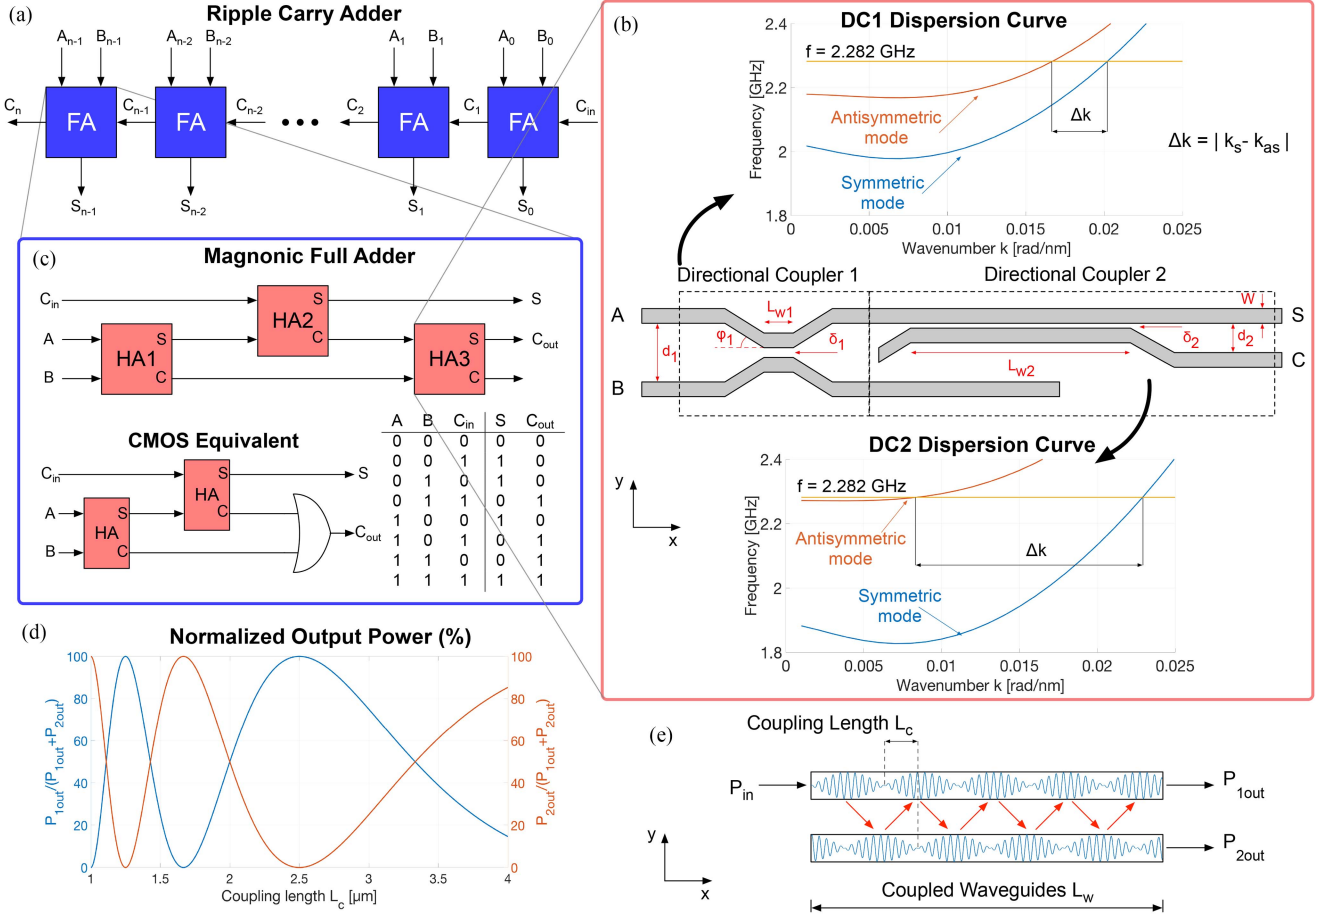 (a)
Ripple Carry Adder
An-1 Bn-1 An-2 Bn-2 A1 B1 A0 B0
Cn FA Cn-1 FA Cn-2 C2 FA C1 FA Cin
Sn-1 Sn-2 S1 S0
(b)
DC1 Dispersion Curve
2.4
2.2
2
1.8
Frequency [GHz]
f = 2.282 GHz
Antisymmetric
mode
Symmetric
mode
Δk
Δk = | ks- kas |
0 0.005 0.01 0.015 0.02 0.025
Wavenumber k [rad/nm]
Directional Coupler 1 Directional Coupler 2
A Lw1 W S
φ1 d1 δ1 δ2 d2
Lw2 C
B
DC2 Dispersion Curve
2.4
2.2
2
1.8
Frequency [GHz]
f = 2.282 GHz
Antisymmetric
mode
Δk
Symmetric
mode
0 0.005 0.01 0.015 0.02 0.025
Wavenumber k [rad/nm]
y
x
(c)
Magnonic Full Adder
Cin S HA2 S
A S C Cout
HA1 HA3
B C C
S
CMOS Equivalent
Cin S S
HA
A S C
HA Cout
B C
A B Cin S Cout
0 0 0 0 0
0 0 1 1 0
0 1 0 1 0
0 1 1 0 1
1 0 0 1 0
1 0 1 0 1
1 1 0 0 1
1 1 1 1 1
(d)
Normalized Output Power (%)
P1out/(P1out+P2out)
100
80
60
40
20
0
100
80
60
40
20
0
P2out/(P1out+P2out)
1 1.5 2 2.5 3 3.5 4
Coupling length Lc [μm]
(e)
Coupling Length Lc
Pin P1out
P2out
y
x
Coupled Waveguides Lw